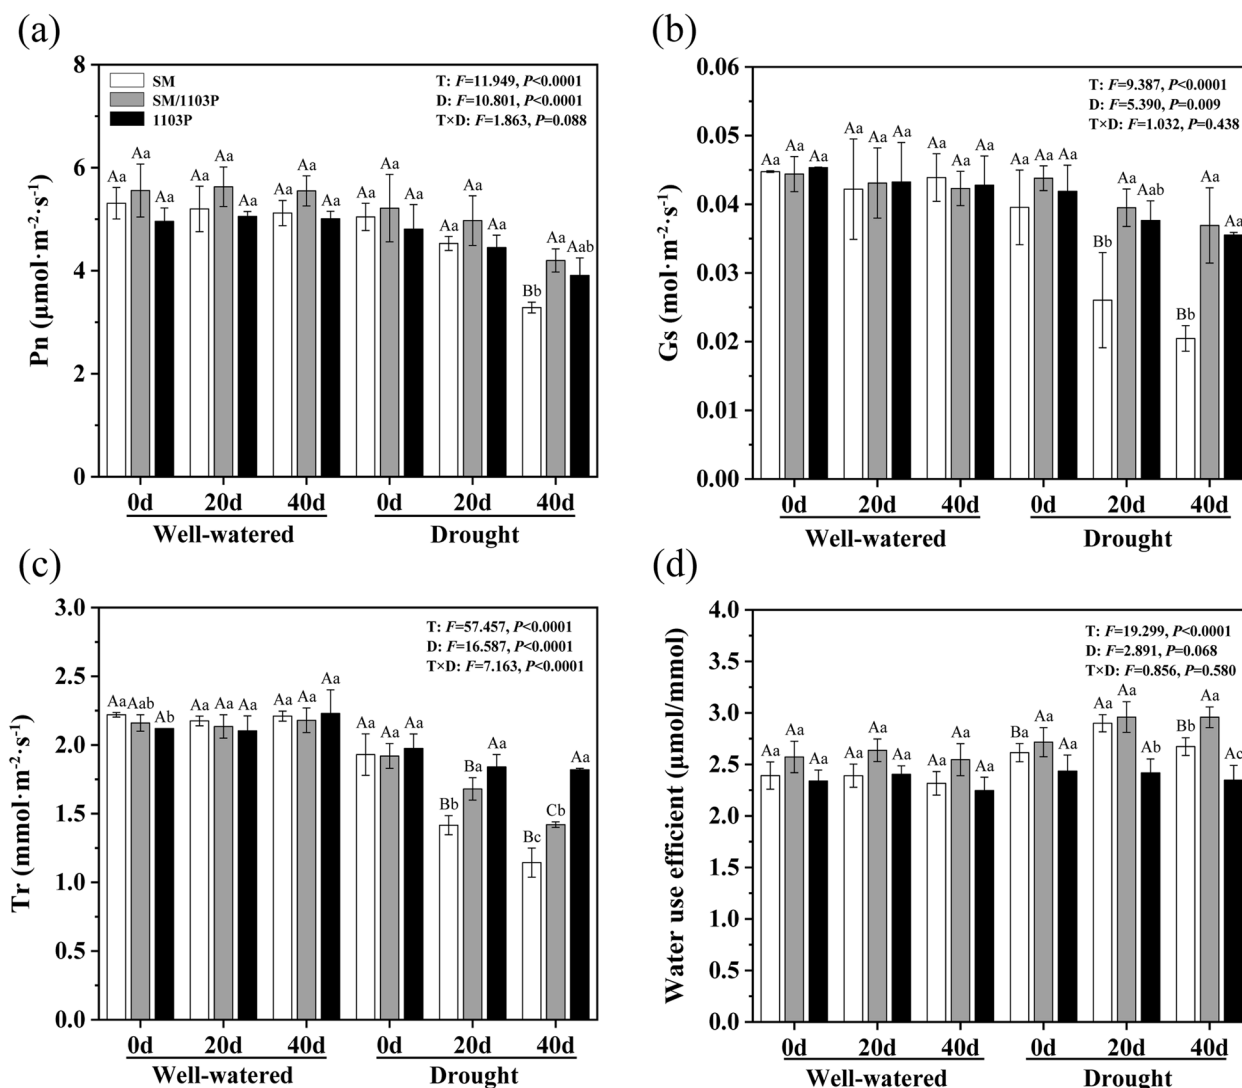 (a)
8
6
4
2
0
Pn (μmol·m⁻²·s⁻¹)
SM
SM/1103P
1103P
T: F=11.949, P<0.0001
D: F=10.801, P<0.0001
T×D: F=1.863, P=0.088
Aa Aa Aa Aa Aa Aa Aa Aa Aa Aa Aa Aa Aa Aa Aa Bb Aa Aab
0d 20d 40d 0d 20d 40d
Well-watered Drought
(b)
0.06
0.05
0.04
0.03
0.02
0.01
0.00
Gs (mol·m⁻²·s⁻¹)
T: F=9.387, P<0.0001
D: F=5.390, P=0.009
T×D: F=1.032, P=0.438
Aa Aa Aa Aa Aa Aa Aa Aa Aa Aa Aa Aa Bb Aa Aab Bb Aa Aa
0d 20d 40d 0d 20d 40d
Well-watered Drought
(c)
3.0
2.5
2.0
1.5
1.0
0.5
0.0
Tr (mmol·m⁻²·s⁻¹)
T: F=57.457, P<0.0001
D: F=16.587, P<0.0001
T×D: F=7.163, P<0.0001
Aa Aab Ab Aa Aa Aa Aa Aa Aa Aa Aa Aa Bb Ba Aa Bc Cb Aa
0d 20d 40d 0d 20d 40d
Well-watered Drought
(d)
4.0
3.5
3.0
2.5
2.0
1.5
1.0
0.5
0.0
Water use efficient (μmol/mmol)
T: F=19.299, P<0.0001
D: F=2.891, P=0.068
T×D: F=0.856, P=0.580
Aa Aa Aa Aa Aa Aa Aa Aa Aa Ba Aa Aa Aa Aa Ab Bb Aa Ac
0d 20d 40d 0d 20d 40d
Well-watered Drought